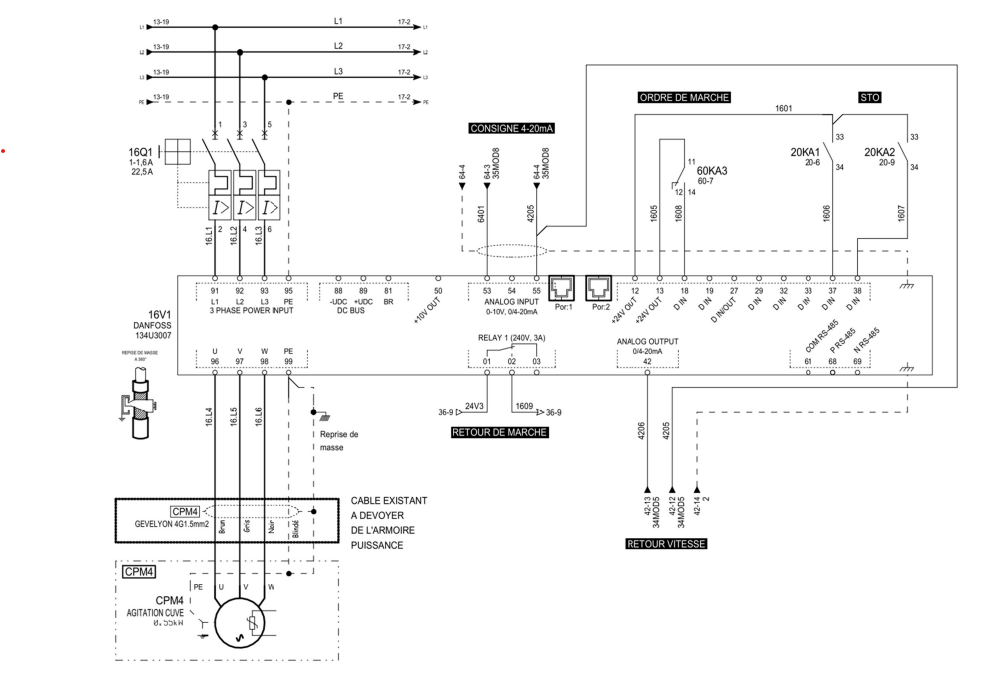 L1 13-19 L1 17-2 L1
L2 13-19 L2 17-2 L2
L3 13-19 L3 17-2 L3
PE 13-19 PE 17-2 PE
ORDRE DE MARCHE
STO
1601
CONSIGNE 4-20mA
1 3 5
16Q1
1-1,6A
22,5A
2 4 6
16.L1
16.L2
16.L3
64-4
64-3
35MOD8
64-4
35MOD8
6401
4205
11
60KA3
60-7
12 14
1605
1608
33
20KA1
20-6
34
33
20KA2
20-9
34
1606
1607
91 92 93 95
L1 L2 L3 PE
3 PHASE POWER INPUT
88 89 81
-UDC +UDC BR
DC BUS
50
+10V OUT
53 54 55
ANALOG INPUT
0-10V, 0/4-20mA
Por:1
Por:2
12 13 18 19 27 29 32 33 37 38
+24V OUT
+24V OUT
D IN
D IN
D IN/OUT
D IN
D IN
D IN
D IN
D IN
16V1
DANFOSS
134U3007
REPISE DE MASSE
A 360°
U V W PE
96 97 98 99
RELAY 1 (240V, 3A)
01 02 03
ANALOG OUTPUT
0/4-20mA
42
COM RS-485
P RS-485
N RS-485
61 68 69
16.L4
16.L5
16.L6
36-9 24V3
1609 36-9
RETOUR DE MARCHE
Reprise de
masse
4206
4205
42-13
34MOD5
42-12
34MOD5
42-14
2
RETOUR VITESSE
CPM4
GEVELYON 4G1.5mm2
Brun
Gris
Noir
Blindé
CABLE EXISTANT
A DEVOYER
DE L'ARMOIRE
PUISSANCE
CPM4
PE U V W
CPM4
AGITATION CUVE
0.55kW